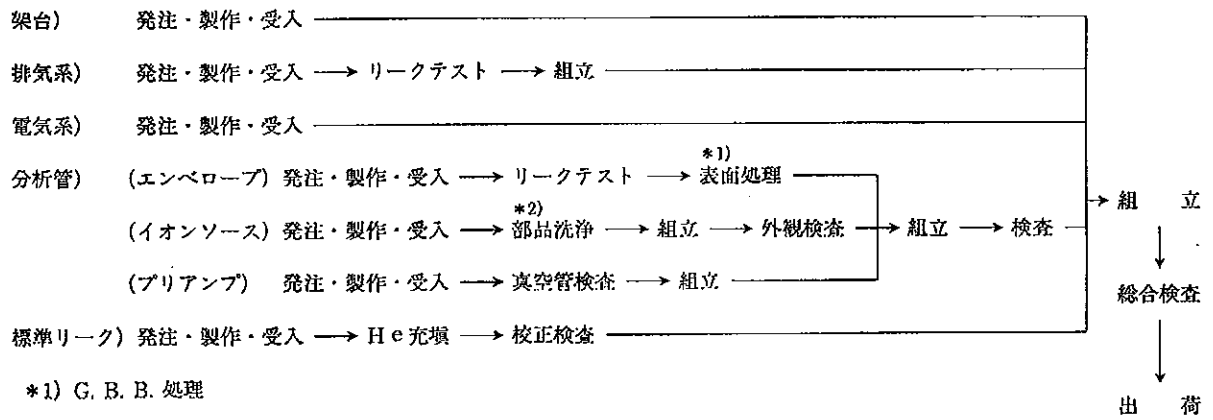 架台) 発注・製作・受入
排気系) 発注・製作・受入 → リークテスト → 組立
電気系) 発注・製作・受入
*1)
分析管) (エンベロープ) 発注・製作・受入 → リークテスト → 表面処理
→ 組 立
*2)
(イオンソース) 発注・製作・受入 → 部品洗浄 → 組立 → 外観検査 → 組立 → 検査
(プリアンプ) 発注・製作・受入 → 真空管検査 → 組立
総合検査
標準リーク) 発注・製作・受入 → He充塡 → 校正検査
*1) G. B. B. 処理
出 荷